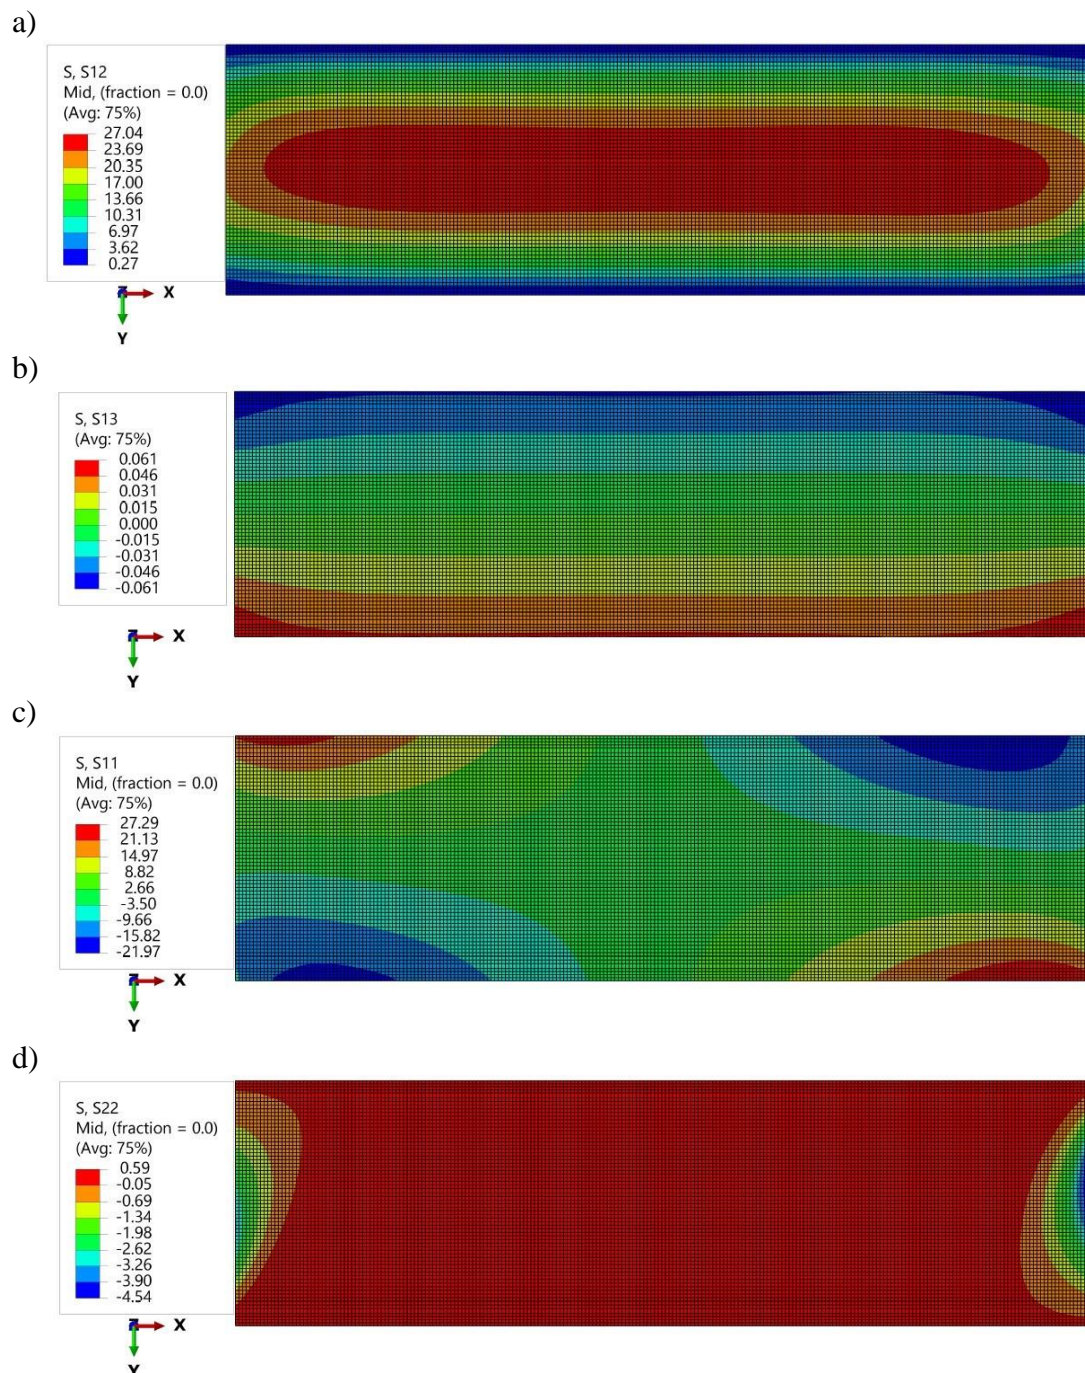 a)
S, S12
Mid, (fraction = 0.0)
(Avg: 75%)
27.04
23.69
20.35
17.00
13.66
10.31
6.97
3.62
0.27
Z
X
Y
b)
S, S13
(Avg: 75%)
0.061
0.046
0.031
0.015
0.000
-0.015
-0.031
-0.046
-0.061
Z
X
Y
c)
S, S11
Mid, (fraction = 0.0)
(Avg: 75%)
27.29
21.13
14.97
8.82
2.66
-3.50
-9.66
-15.82
-21.97
Z
X
Y
d)
S, S22
Mid, (fraction = 0.0)
(Avg: 75%)
0.59
-0.05
-0.69
-1.34
-1.98
-2.62
-3.26
-3.90
-4.54
Z
X
Y